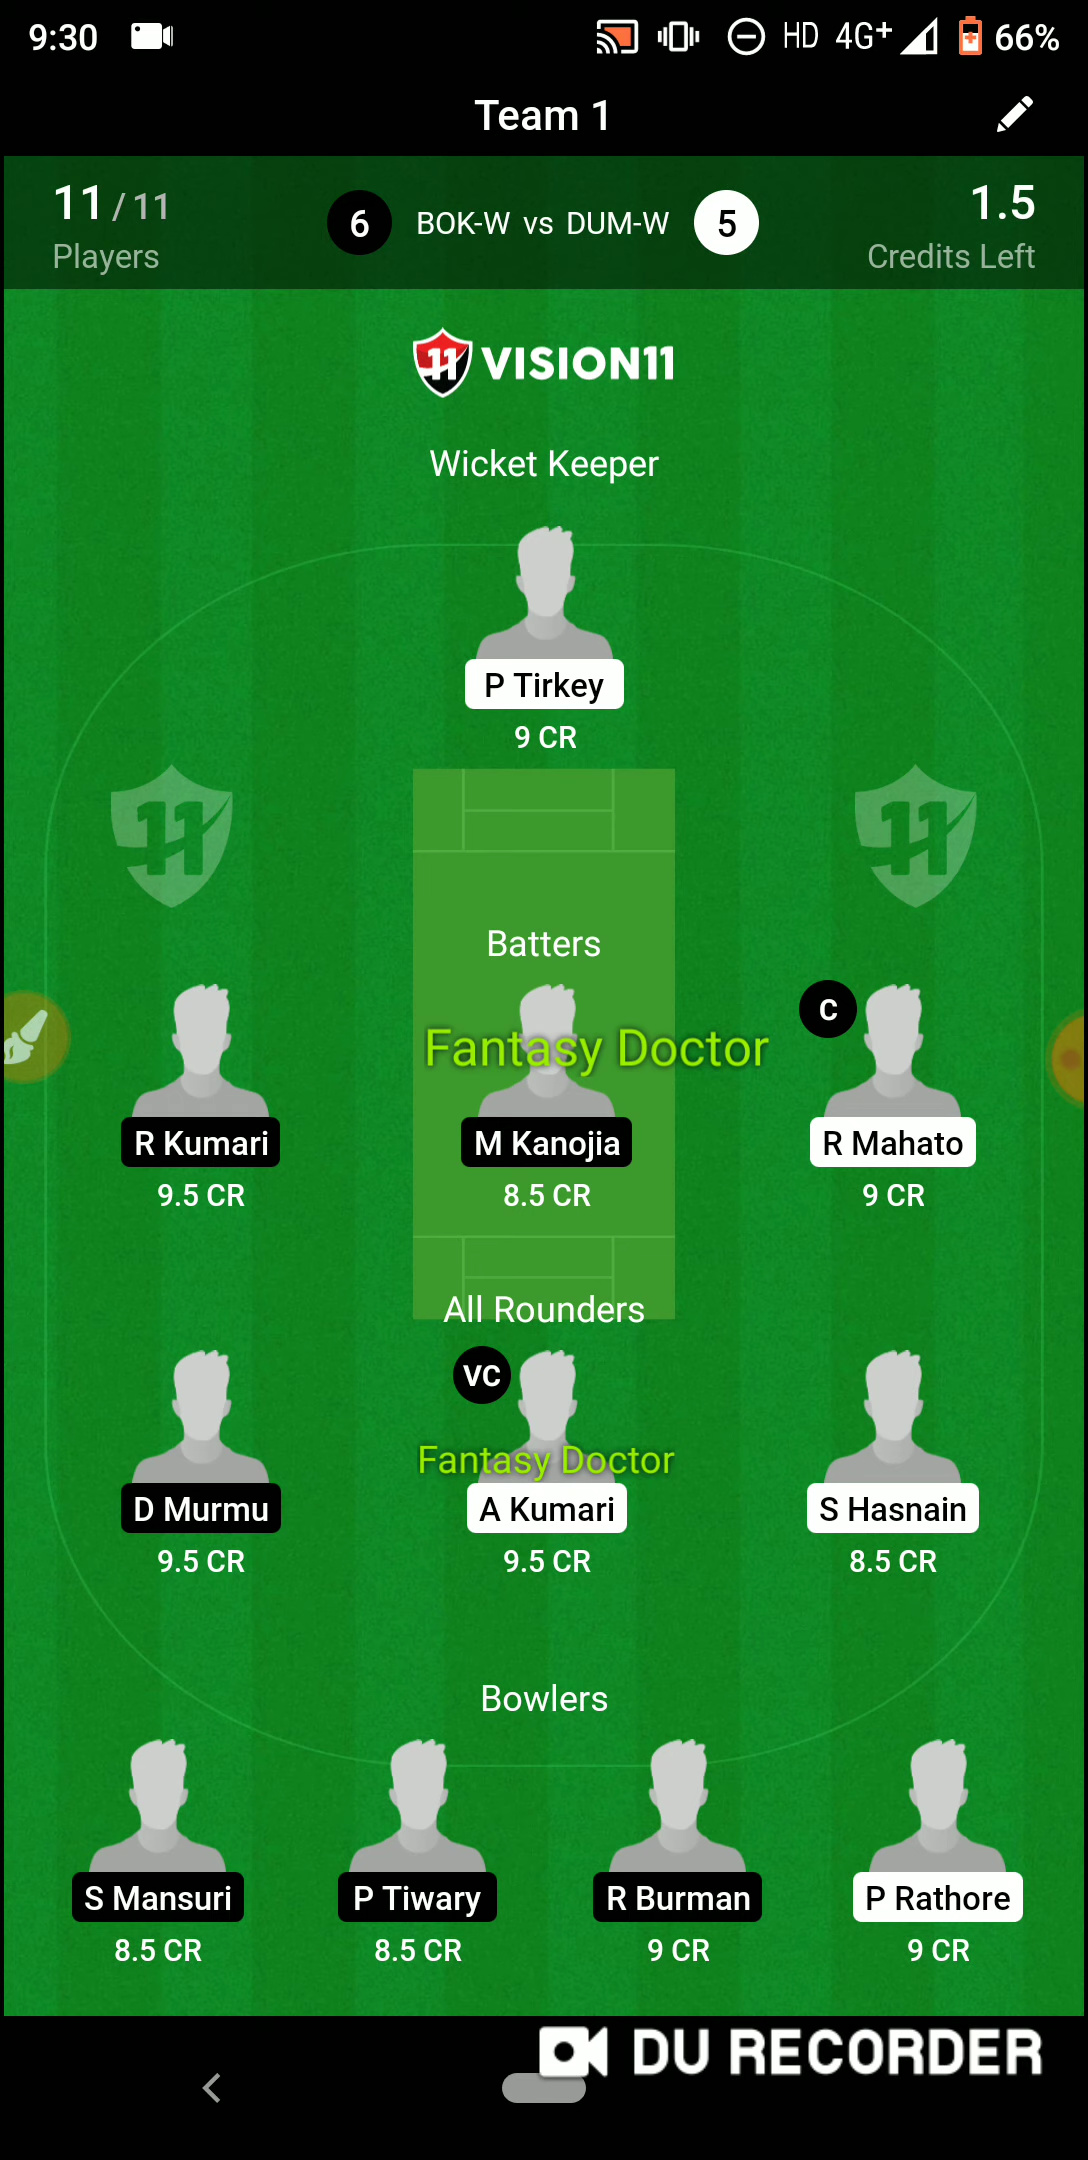 9:30 HD 4G+ 66%
Team 1
11 / 11 6 BOK-W vs DUM-W 5 1.5
Players Credits Left
11 VISION11
Wicket Keeper
P Tirkey
9 CR
11 11
Batters
C
Fantasy Doctor
R Kumari M Kanojia R Mahato
9.5 CR 8.5 CR 9 CR
All Rounders
VC
Fantasy Doctor
D Murmu A Kumari S Hasnain
9.5 CR 9.5 CR 8.5 CR
Bowlers
S Mansuri P Tiwary R Burman P Rathore
8.5 CR 8.5 CR 9 CR 9 CR
DU RECORDER